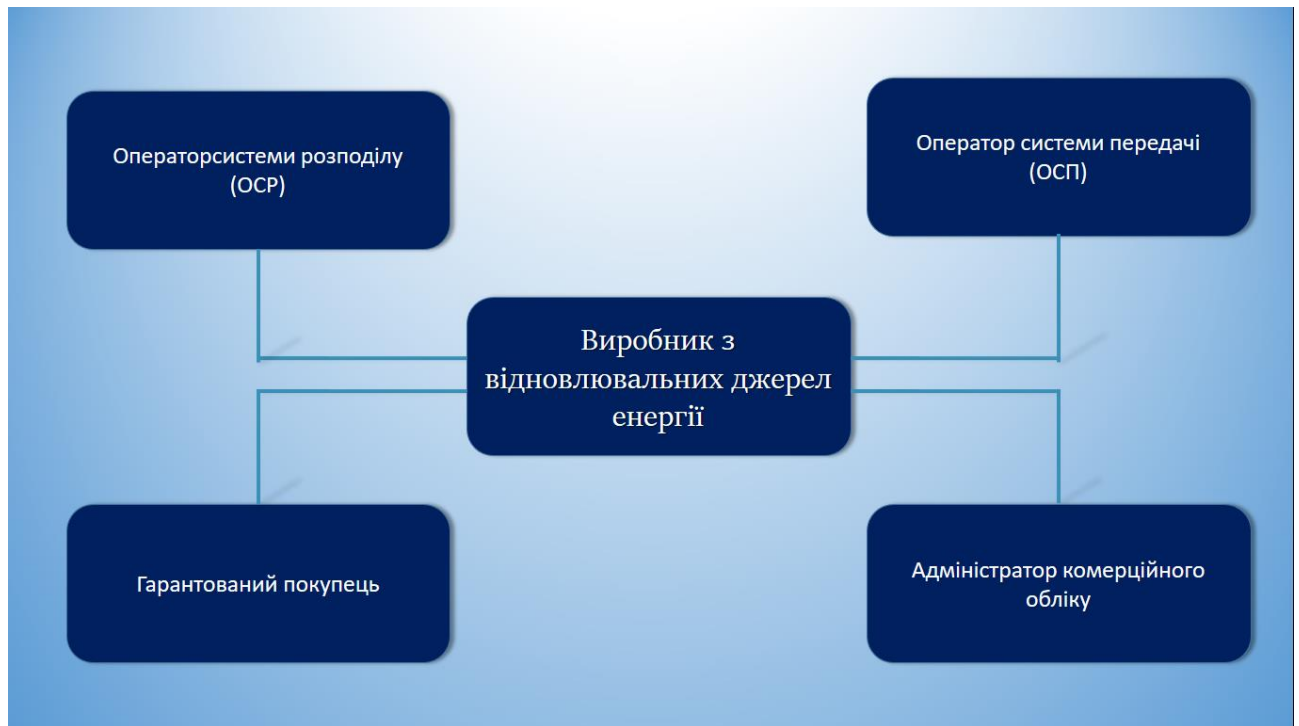 Операторсистеми розподілу
(ОСР)
Оператор системи передачі
(ОСП)
Виробник з
відновлювальних джерел
енергії
Гарантований покупець
Адміністратор комерційного
обліку